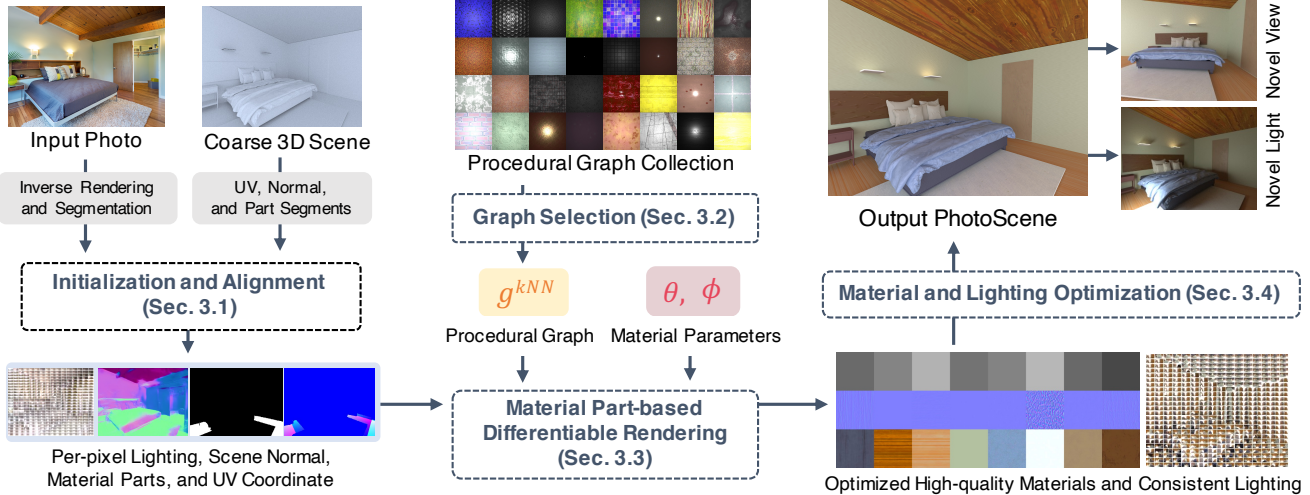 Input Photo
Coarse 3D Scene
Inverse Rendering
and Segmentation
UV, Normal,
and Part Segments
Initialization and Alignment
(Sec. 3.1)
Per-pixel Lighting, Scene Normal,
Material Parts, and UV Coordinate
Procedural Graph Collection
Graph Selection (Sec. 3.2)
g^{kNN}
θ, ϕ
Procedural Graph
Material Parameters
Material Part-based
Differentiable Rendering
(Sec. 3.3)
Output PhotoScene
Novel View
Novel Light
Material and Lighting Optimization (Sec. 3.4)
Optimized High-quality Materials and Consistent Lighting